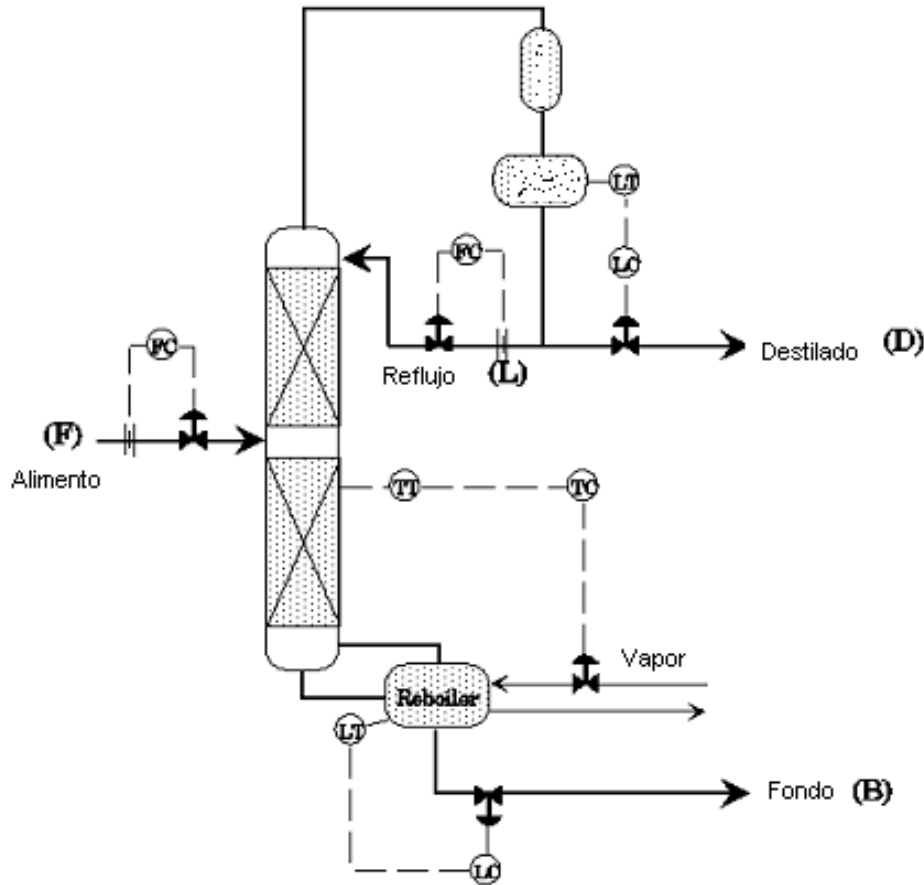 LT
LC
FC
Destilado (D)
Reflujo (L)
FC
(F)
Alimento
TT TC
Vapor
Reboiler
LT
Fondo (B)
LC